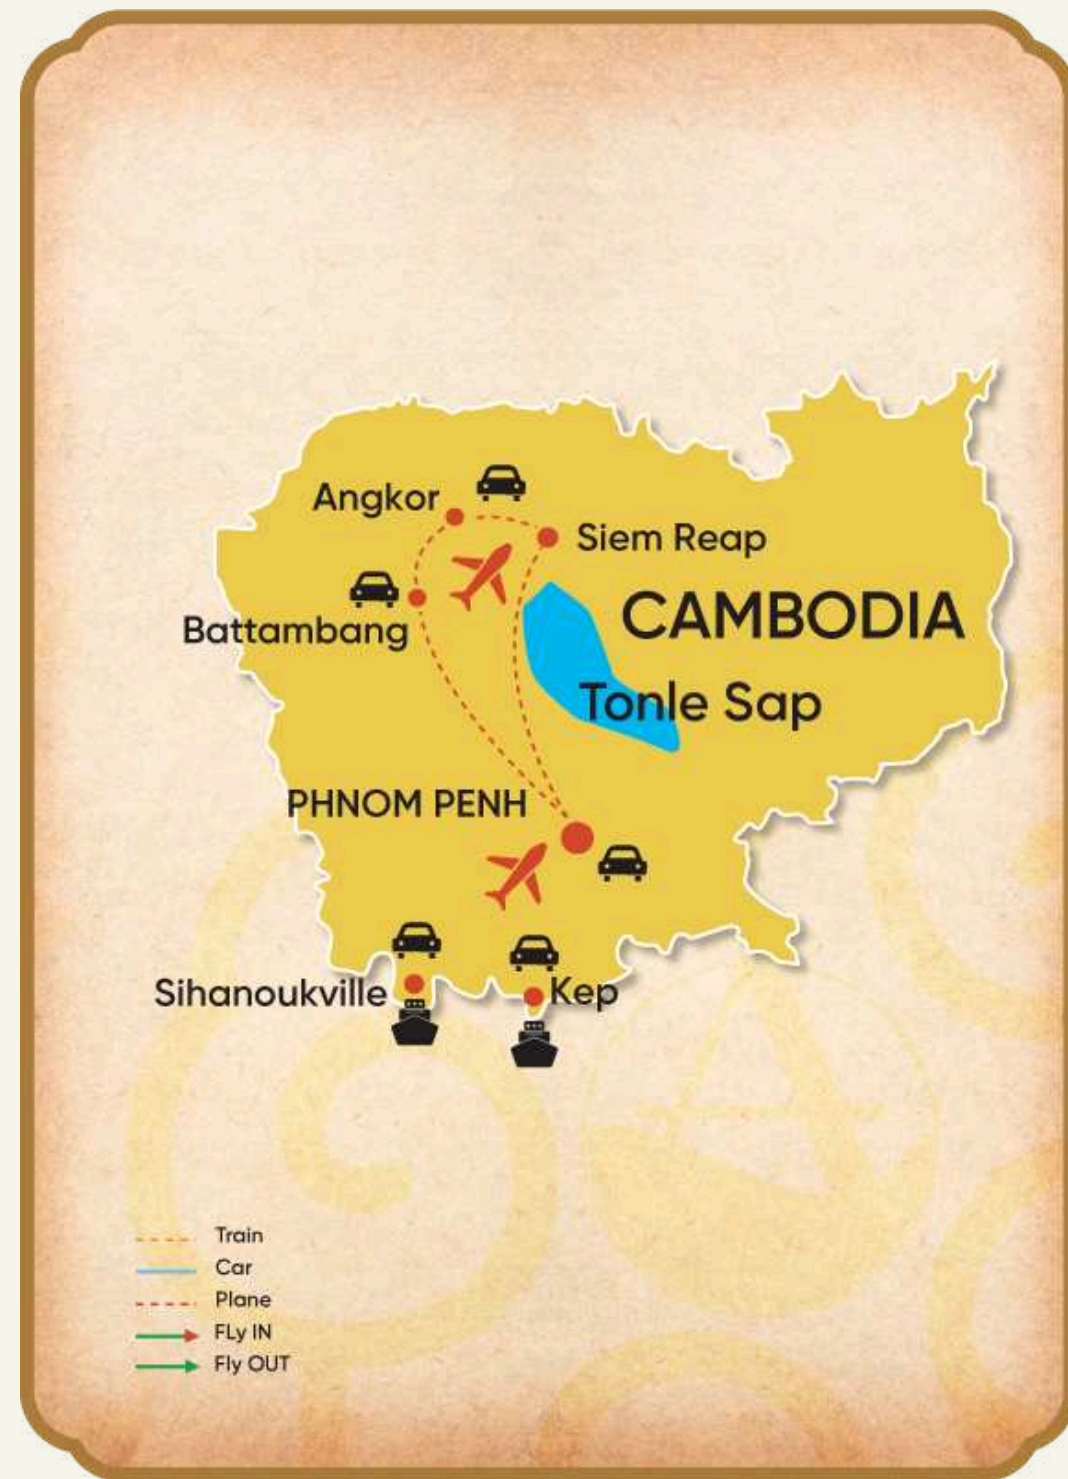 Angkor
Siem Reap
CAMBODIA
Battambang
Tonle Sap
PHNOM PENH
Sihanoukville
Kep
Train
Car
Plane
FLy IN
Fly OUT